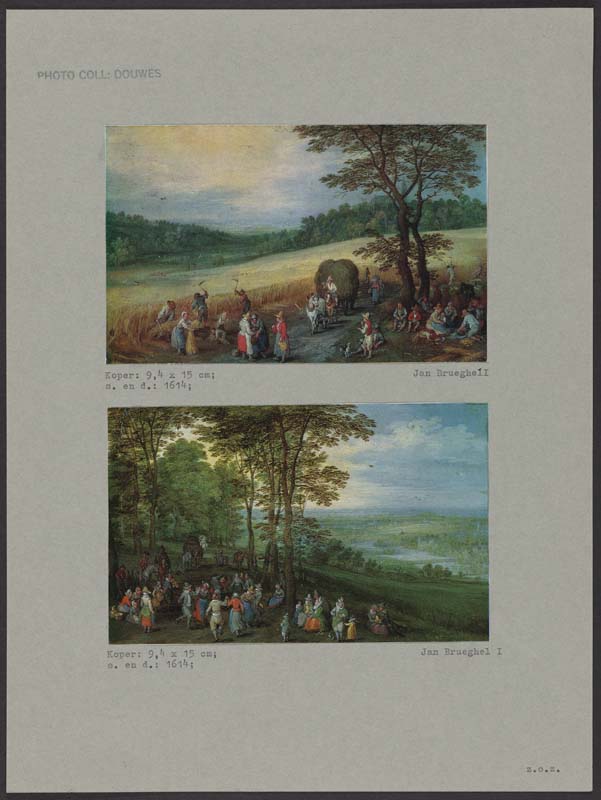 PHOTO COLL: DOUWES
Koper: 9,4 x 15 cm;
s. en d.: 1614;
Jan Brueghel I
Koper: 9,4 x 15 cm;
s. en d.: 1614;
Jan Brueghel I
z.o.z.